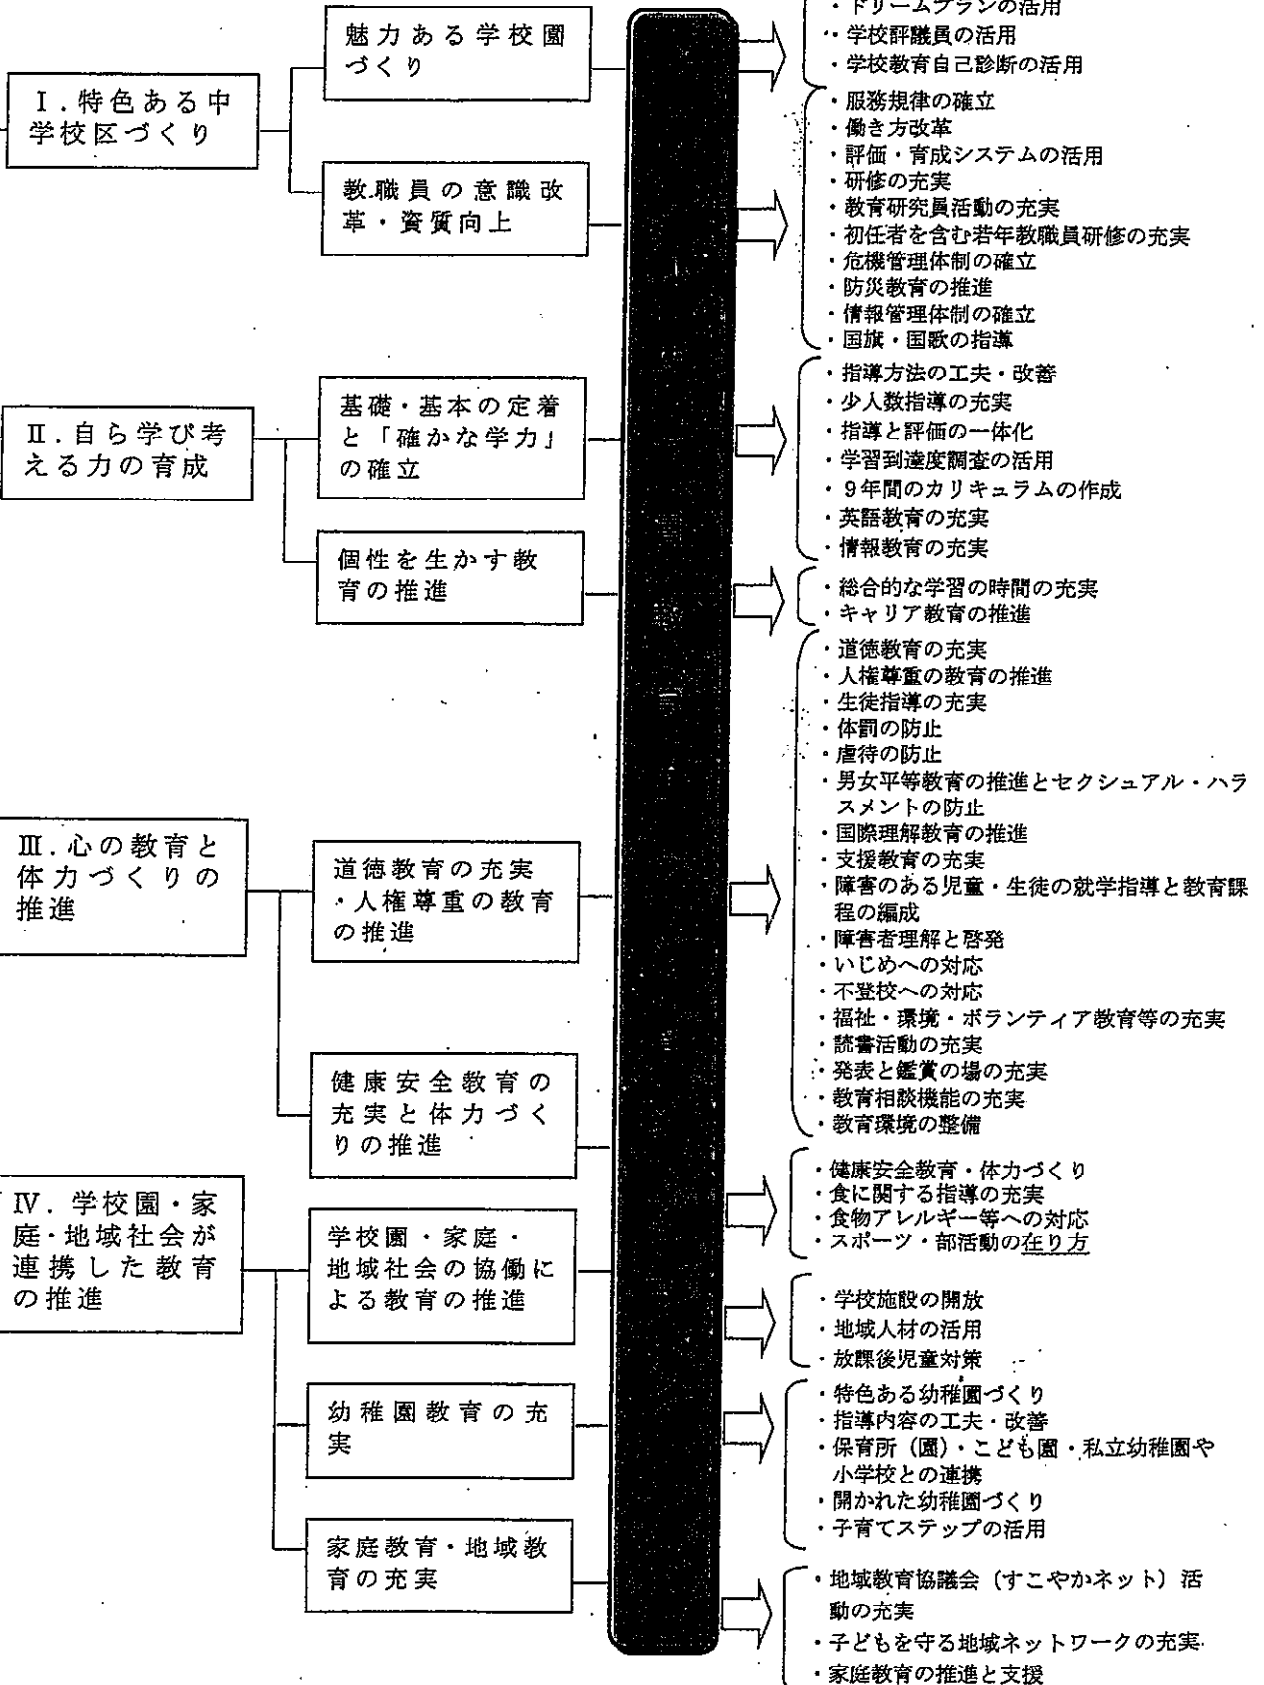 Ⅰ.特色ある中
学校区づくり
魅力ある学校園
づくり
・ドリームプランの活用
・学校評議員の活用
・学校教育自己診断の活用
教職員の意識改
革・資質向上
・服務規律の確立
・働き方改革
・評価・育成システムの活用
・研修の充実
・教育研究員活動の充実
・初任者を含む若年教職員研修の充実
・危機管理体制の確立
・防災教育の推進
・情報管理体制の確立
・国旗・国歌の指導
Ⅱ.自ら学び考
える力の育成
基礎・基本の定着
と「確かな学力」
の確立
・指導方法の工夫・改善
・少人数指導の充実
・指導と評価の一体化
・学習到達度調査の活用
・9年間のカリキュラムの作成
・英語教育の充実
・情報教育の充実
個性を生かす教
育の推進
・総合的な学習の時間の充実
・キャリア教育の推進
Ⅲ.心の教育と
体力づくりの
推進
道徳教育の充実
・人権尊重の教育
の推進
・道徳教育の充実
・人権尊重の教育の推進
・生徒指導の充実
・体罰の防止
・虐待の防止
・男女平等教育の推進とセクシュアル・ハラ
スメントの防止
・国際理解教育の推進
・支援教育の充実
・障害のある児童・生徒の就学指導と教育課
程の編成
・障害者理解と啓発
・いじめへの対応
・不登校への対応
・福祉・環境・ボランティア教育等の充実
・読書活動の充実
・発表と鑑賞の場の充実
・教育相談機能の充実
・教育環境の整備
健康安全教育の
充実と体力づく
りの推進
・健康安全教育・体力づくり
・食に関する指導の充実
・食物アレルギー等への対応
・スポーツ・部活動の在り方
Ⅳ.学校園・家
庭・地域社会が
連携した教育
の推進
学校園・家庭・
地域社会の協働に
よる教育の推進
・学校施設の開放
・地域人材の活用
・放課後児童対策
幼稚園教育の充
実
・特色ある幼稚園づくり
・指導内容の工夫・改善
・保育所(園)・こども園・私立幼稚園や
小学校との連携
・開かれた幼稚園づくり
・子育てステップの活用
家庭教育・地域教
育の充実
・地域教育協議会(すこやかネット)活
動の充実
・子どもを守る地域ネットワークの充実
・家庭教育の推進と支援